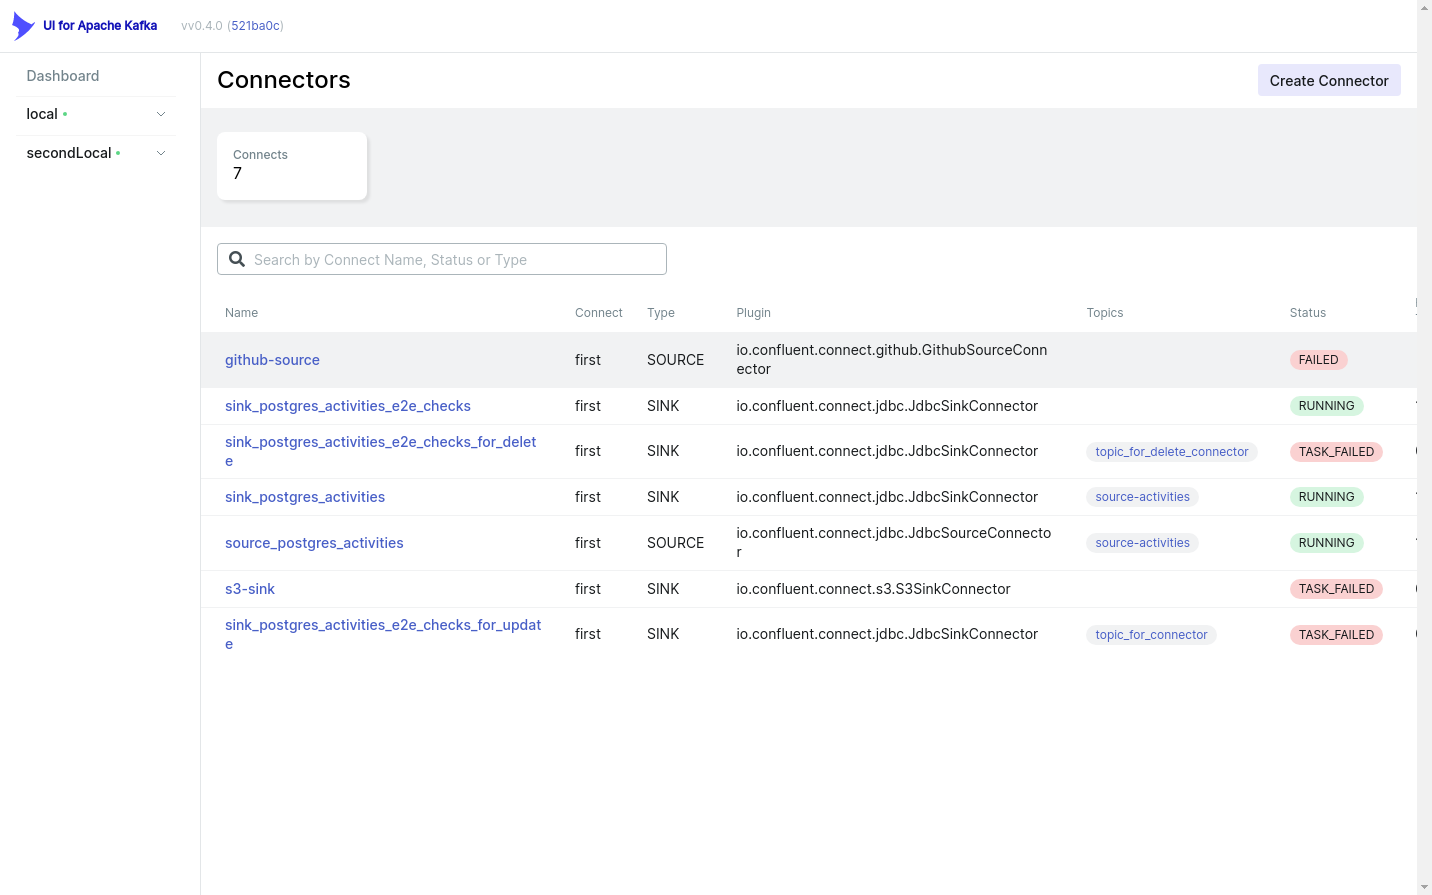 UI for Apache Kafka vv0.4.0 (521ba0c)
Dashboard
local
secondLocal
Connectors
Create Connector
Connects
7
Search by Connect Name, Status or Type
Name Connect Type Plugin Topics Status
github-source first SOURCE io.confluent.connect.github.GithubSourceConn
ector FAILED
sink_postgres_activities_e2e_checks first SINK io.confluent.connect.jdbc.JdbcSinkConnector RUNNING
sink_postgres_activities_e2e_checks_for_delet
e first SINK io.confluent.connect.jdbc.JdbcSinkConnector topic_for_delete_connector TASK_FAILED
sink_postgres_activities first SINK io.confluent.connect.jdbc.JdbcSinkConnector source-activities RUNNING
source_postgres_activities first SOURCE io.confluent.connect.jdbc.JdbcSourceConnecto
r source-activities RUNNING
s3-sink first SINK io.confluent.connect.s3.S3SinkConnector TASK_FAILED
sink_postgres_activities_e2e_checks_for_updat
e first SINK io.confluent.connect.jdbc.JdbcSinkConnector topic_for_connector TASK_FAILED